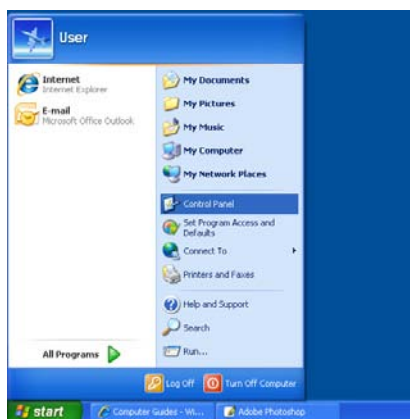 User
Internet
Internet Explorer
E-mail
Microsoft Office Outlook
My Documents
My Pictures
My Music
My Computer
My Network Places
Control Panel
Set Program Access and
Defaults
Connect To
Printers and Faxes
Help and Support
Search
Run...
All Programs
Log Off
Turn Off Computer
start
Computer Guides - Wi...
Adobe Photoshop